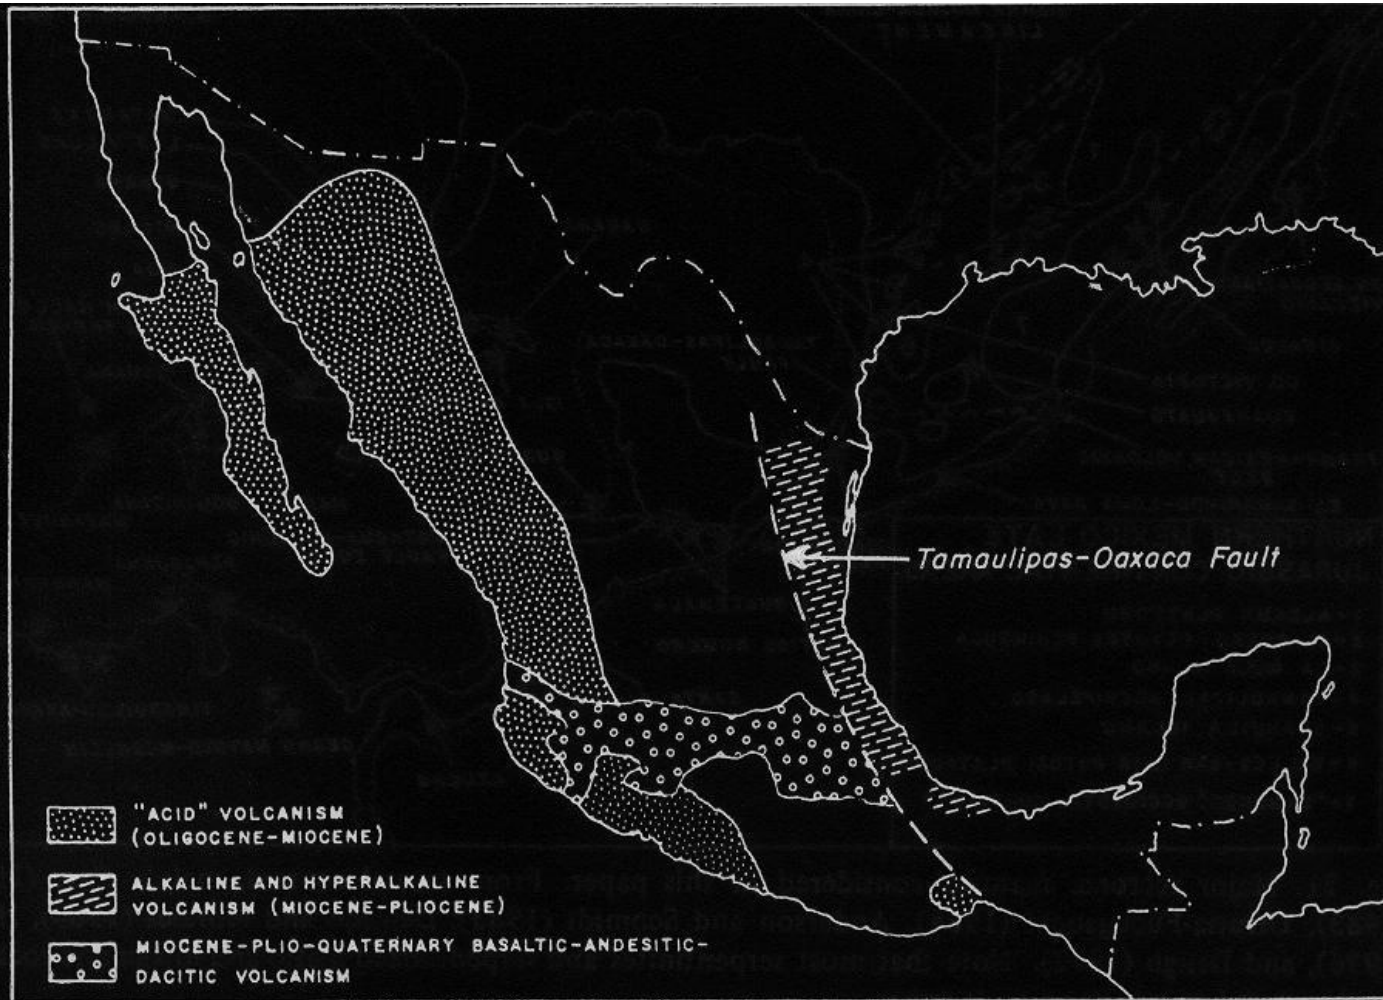 Tamaulipas-Oaxaca Fault
"ACID" VOLCANISM
(OLIGOCENE-MIOCENE)
ALKALINE AND HYPERALKALINE
VOLCANISM (MIOCENE-PLIOCENE)
MIOCENE-PLIO-QUATERNARY BASALTIC-ANDESITIC-
DACITIC VOLCANISM